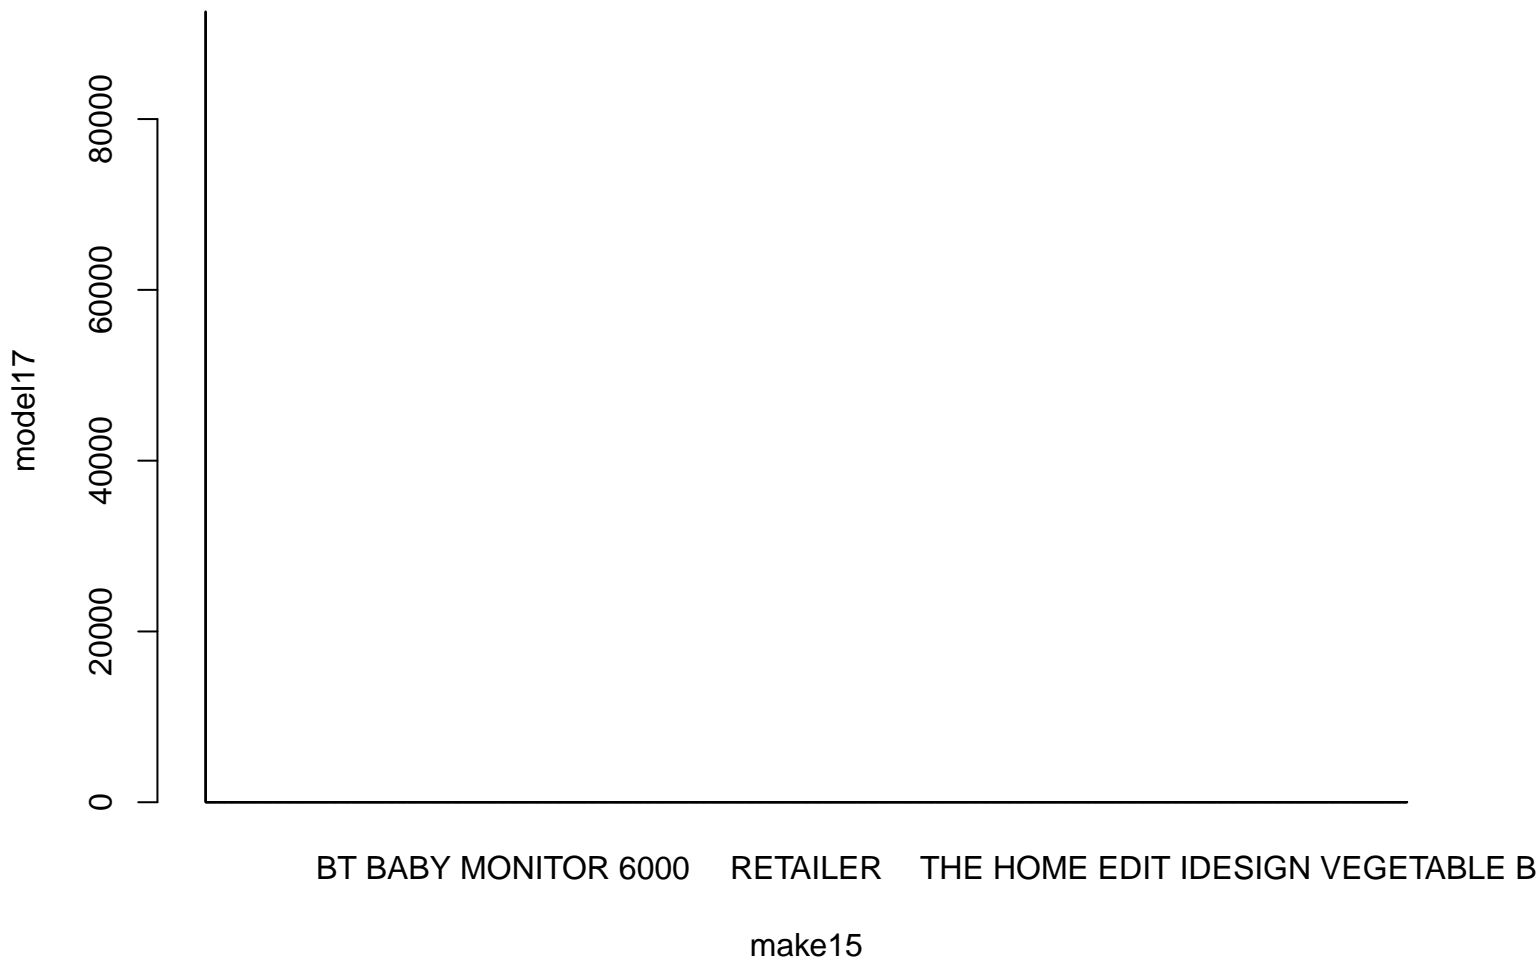 80000
60000
40000
20000
0
model17
BT BABY MONITOR 6000 RETAILER THE HOME EDIT IDESIGN VEGETABLE B
make15